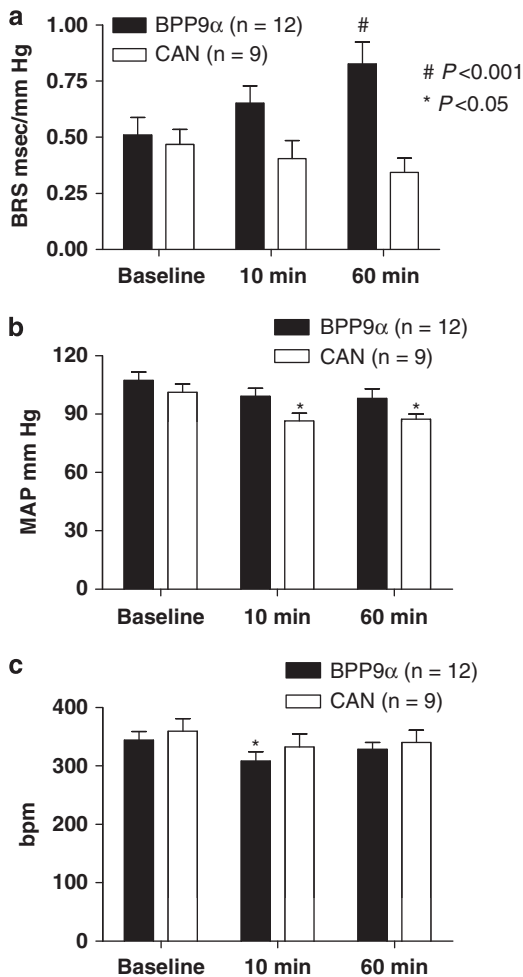 a
BPP9α (n = 12)
CAN (n = 9)
# P<0.001
* P<0.05
BRS msec/mm Hg
1.00
0.75
0.50
0.25
0.00
#
Baseline
10 min
60 min
b
BPP9α (n = 12)
CAN (n = 9)
MAP mm Hg
120
90
60
30
0
*
*
Baseline
10 min
60 min
c
BPP9α (n = 12)
CAN (n = 9)
bpm
400
300
200
100
0
*
Baseline
10 min
60 min